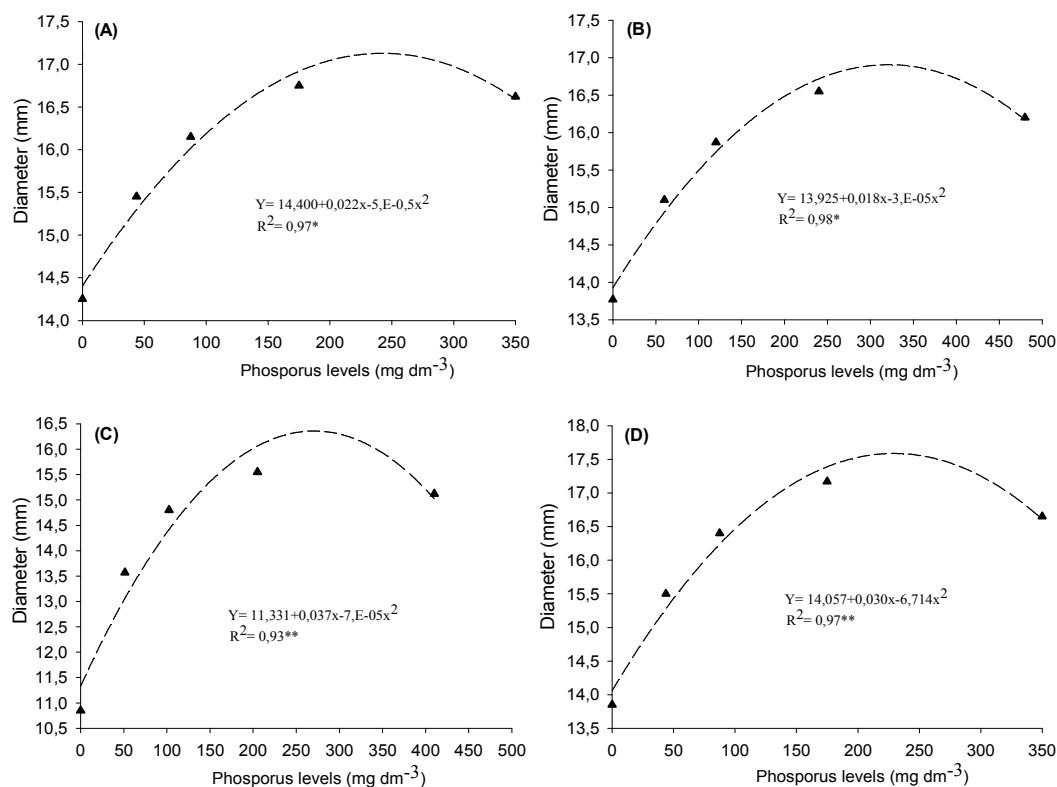 (A)
17,5
17,0
16,5
16,0
15,5
15,0
14,5
14,0
Diameter (mm)
Y= 14,400+0,022x-5,E-0,5x²
R²= 0,97*
0 50 100 150 200 250 300 350
Phosporus levels (mg dm⁻³)
(B)
17,5
17,0
16,5
16,0
15,5
15,0
14,5
14,0
13,5
Diameter (mm)
Y= 13,925+0,018x-3,E-05x²
R²= 0,98*
0 50 100 150 200 250 300 350 400 450 500
Phosporus levels (mg dm⁻³)
(C)
16,5
16,0
15,5
15,0
14,5
14,0
13,5
13,0
12,5
12,0
11,5
11,0
10,5
Diameter (mm)
Y= 11,331+0,037x-7,E-05x²
R²= 0,93**
0 50 100 150 200 250 300 350 400 450 500
Phosporus levels (mg dm⁻³)
(D)
18,0
17,5
17,0
16,5
16,0
15,5
15,0
14,5
14,0
13,5
Diameter (mm)
Y= 14,057+0,030x-6,714x²
R²= 0,97**
0 50 100 150 200 250 300 350
Phosporus levels (mg dm⁻³)